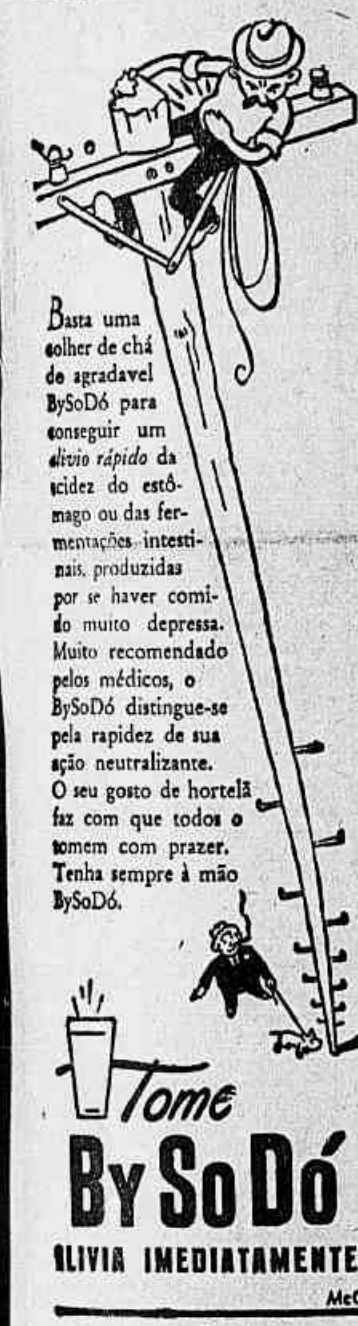 Basta uma
colher de chá
de agradavel
BySoDó para
conseguir um
alivio rápido da
acidez do estô-
mago ou das fer-
mentações intesti-
nais, produzidas
por se haver comi-
do muito depressa.
Muito recomendado
pelos médicos, o
BySoDó distingue-se
pela rapidez de sua
ação neutralizante.
O seu gosto de hortelã
faz com que todos o
tomem com prazer.
Tenha sempre à mão
BySoDó.
Tome
BySoDó
ALIVIA IMEDIATAMENTE
McC